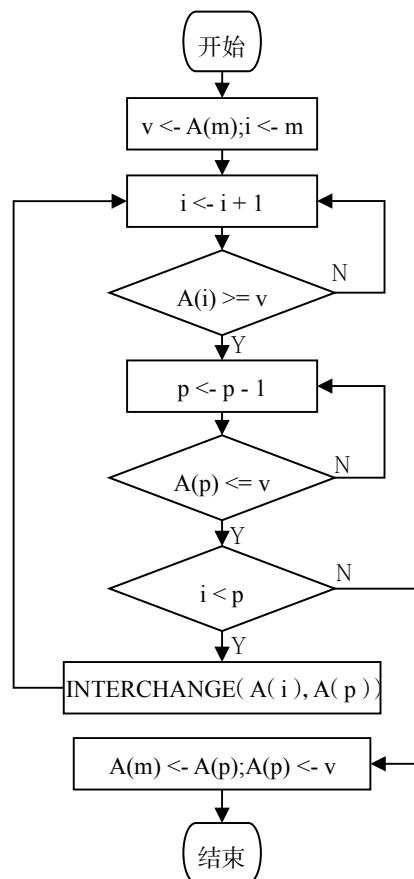 开始
v <- A(m);i <- m
i <- i + 1
N
A(i) >= v
Y
p <- p - 1
N
A(p) <= v
Y
N
i < p
Y
INTERCHANGE( A( i ), A( p ))
A(m) <- A(p);A(p) <- v
结束